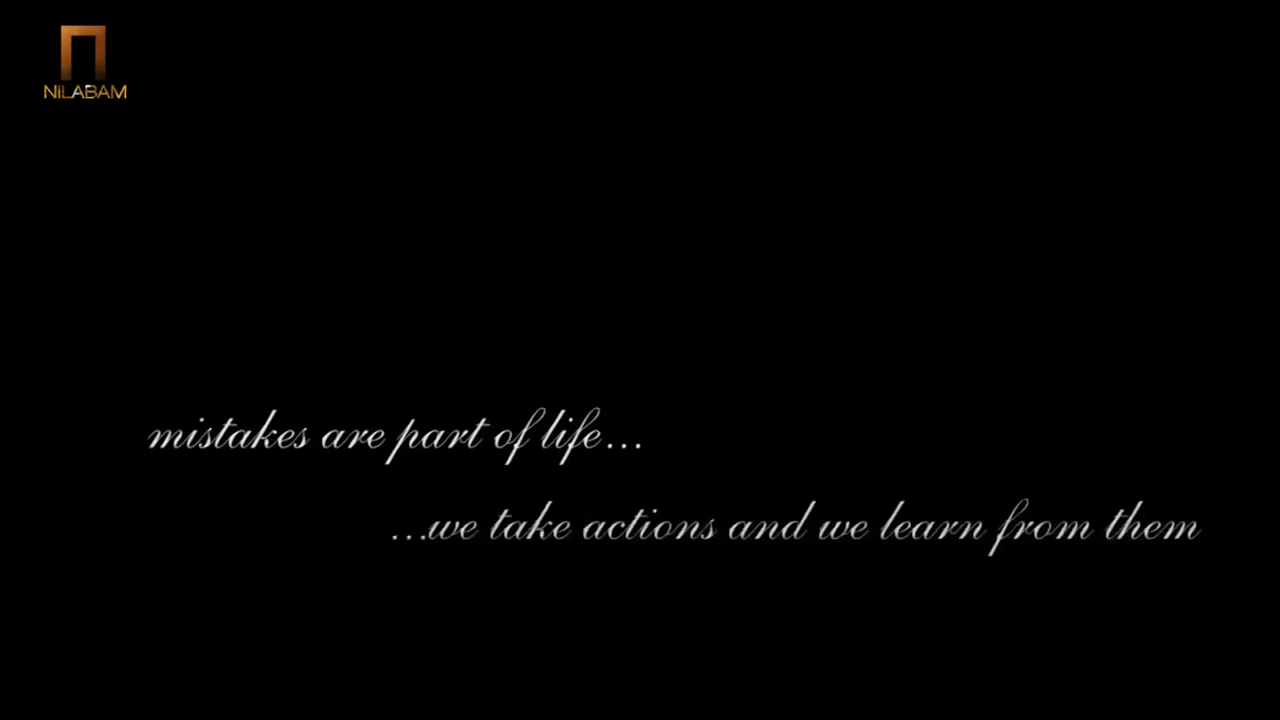 NILABAM
mistakes are part of life...
...we take actions and we learn from them